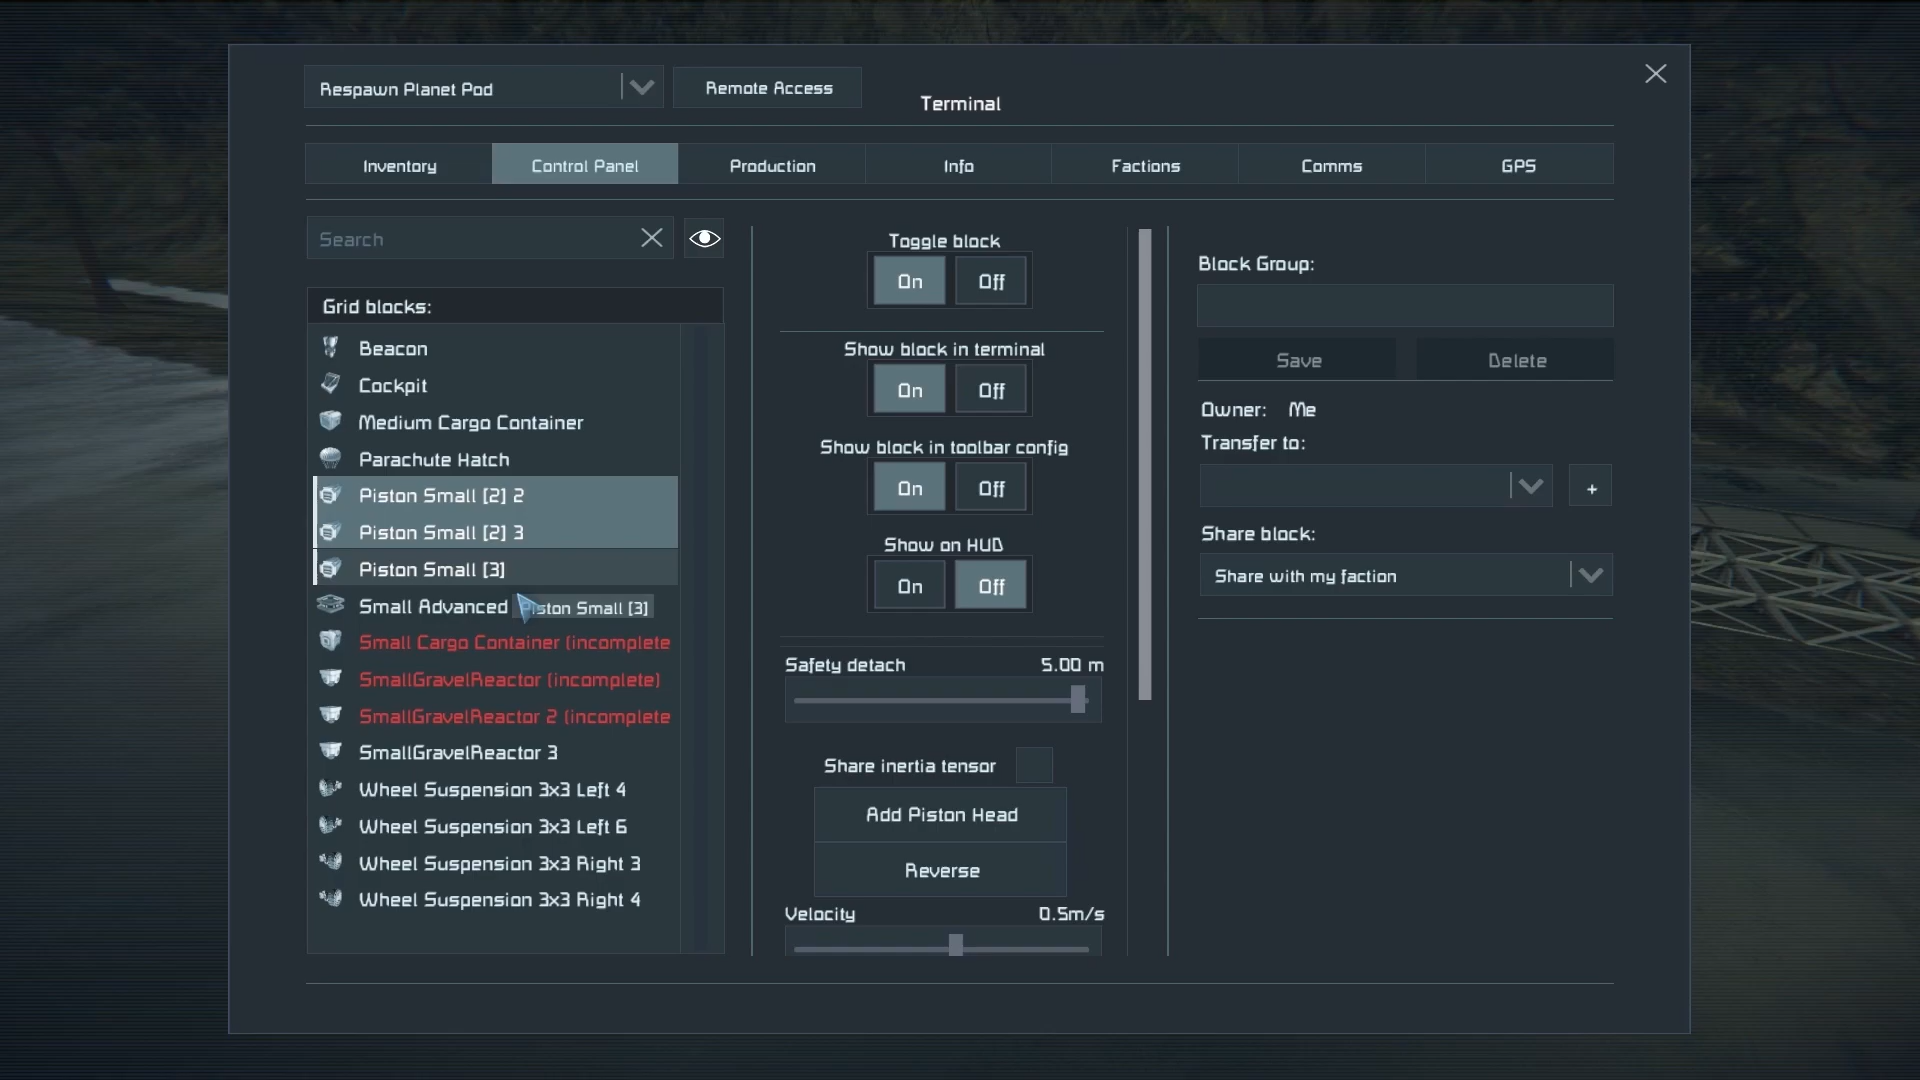 Respawn Planet Pod
Remote Access
Terminal
Inventory
Control Panel
Production
Info
Factions
Comms
GPS
Search
Grid blocks:
Beacon
Cockpit
Medium Cargo Container
Parachute Hatch
Piston Small [2] 2
Piston Small [2] 3
Piston Small [3]
Small Advanced
Piston Small [3]
Small Cargo Container (incomplete
SmallGravelReactor (incomplete)
SmallGravelReactor 2 (incomplete
SmallGravelReactor 3
Wheel Suspension 3x3 Left 4
Wheel Suspension 3x3 Left 6
Wheel Suspension 3x3 Right 3
Wheel Suspension 3x3 Right 4
Toggle block
On Off
Show block in terminal
On Off
Show block in toolbar config
On Off
Show on HUD
On Off
Safety detach 5.00 m
Share inertia tensor
Add Piston Head
Reverse
Velocity 0.5m/s
Block Group:
Save Delete
Owner: Me
Transfer to:
+
Share block:
Share with my faction